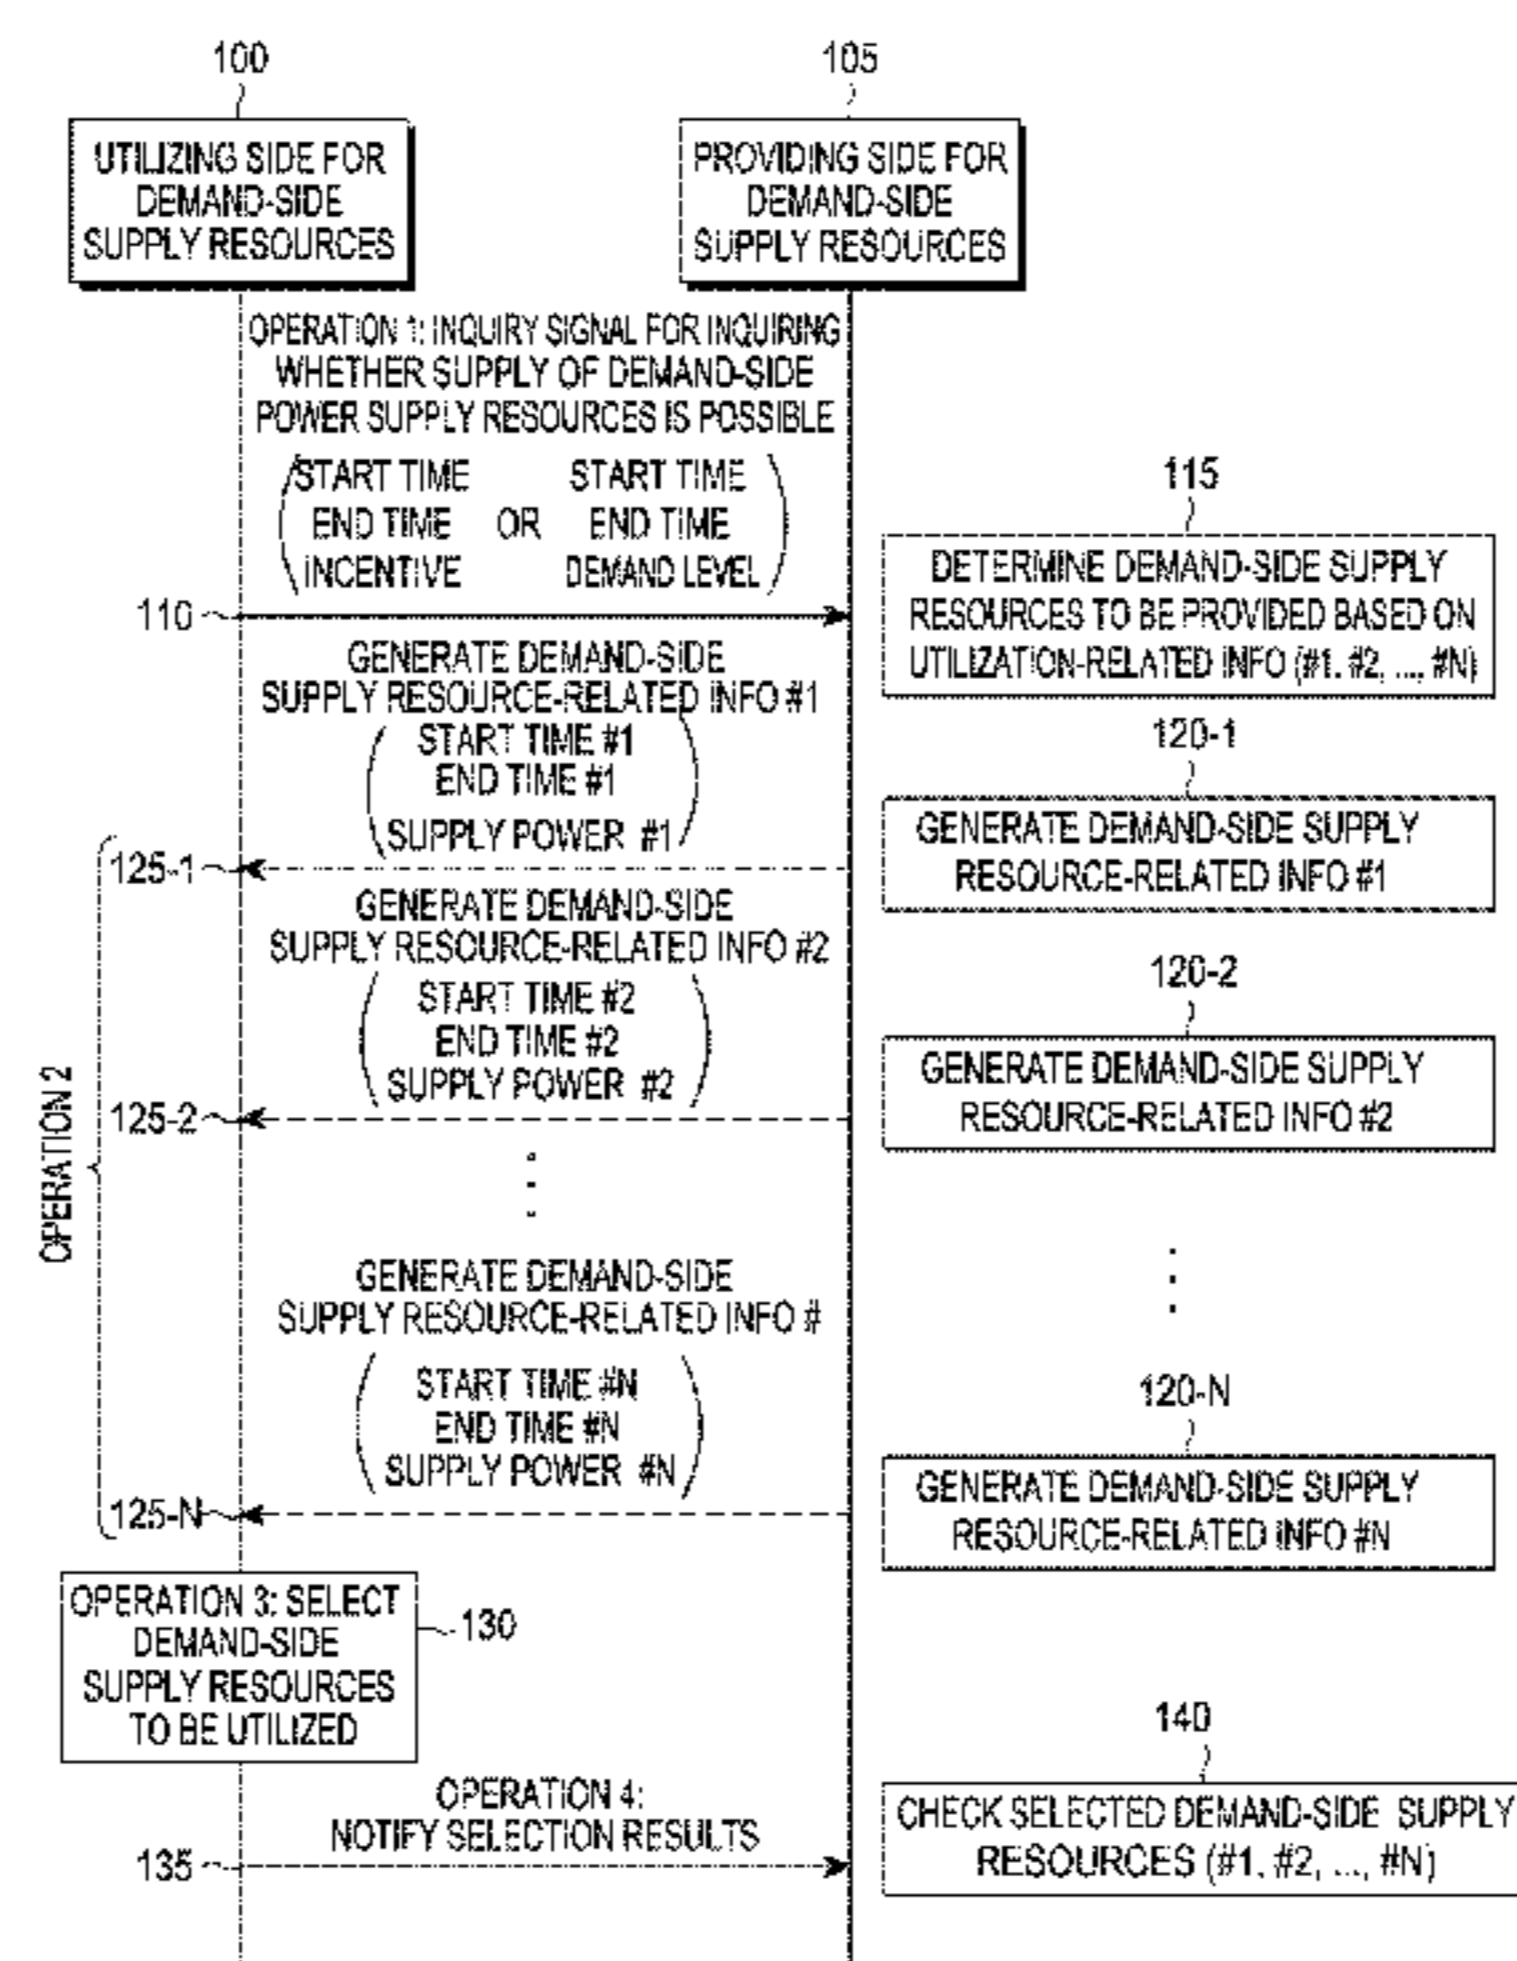 100
105
UTILIZING SIDE FOR
DEMAND-SIDE
SUPPLY RESOURCES
PROVIDING SIDE FOR
DEMAND-SIDE
SUPPLY RESOURCES
OPERATION 1: INQUIRY SIGNAL FOR INQUIRING
WHETHER SUPPLY OF DEMAND-SIDE
POWER SUPPLY RESOURCES IS POSSIBLE
START TIME START TIME
END TIME OR END TIME
INCENTIVE DEMAND LEVEL
110
115
DETERMINE DEMAND-SIDE SUPPLY
RESOURCES TO BE PROVIDED BASED ON
UTILIZATION-RELATED INFO (#1, #2, ..., #N)
GENERATE DEMAND-SIDE
SUPPLY RESOURCE-RELATED INFO #1
START TIME #1
END TIME #1
SUPPLY POWER #1
125-1
120-1
GENERATE DEMAND-SIDE SUPPLY
RESOURCE-RELATED INFO #1
GENERATE DEMAND-SIDE
SUPPLY RESOURCE-RELATED INFO #2
START TIME #2
END TIME #2
SUPPLY POWER #2
125-2
120-2
GENERATE DEMAND-SIDE SUPPLY
RESOURCE-RELATED INFO #2
OPERATION 2
GENERATE DEMAND-SIDE
SUPPLY RESOURCE-RELATED INFO #
START TIME #N
END TIME #N
SUPPLY POWER #N
125-N
120-N
GENERATE DEMAND-SIDE SUPPLY
RESOURCE-RELATED INFO #N
OPERATION 3: SELECT
DEMAND-SIDE
SUPPLY RESOURCES
TO BE UTILIZED
130
OPERATION 4:
NOTIFY SELECTION RESULTS
135
140
CHECK SELECTED DEMAND-SIDE SUPPLY
RESOURCES (#1, #2, ..., #N)